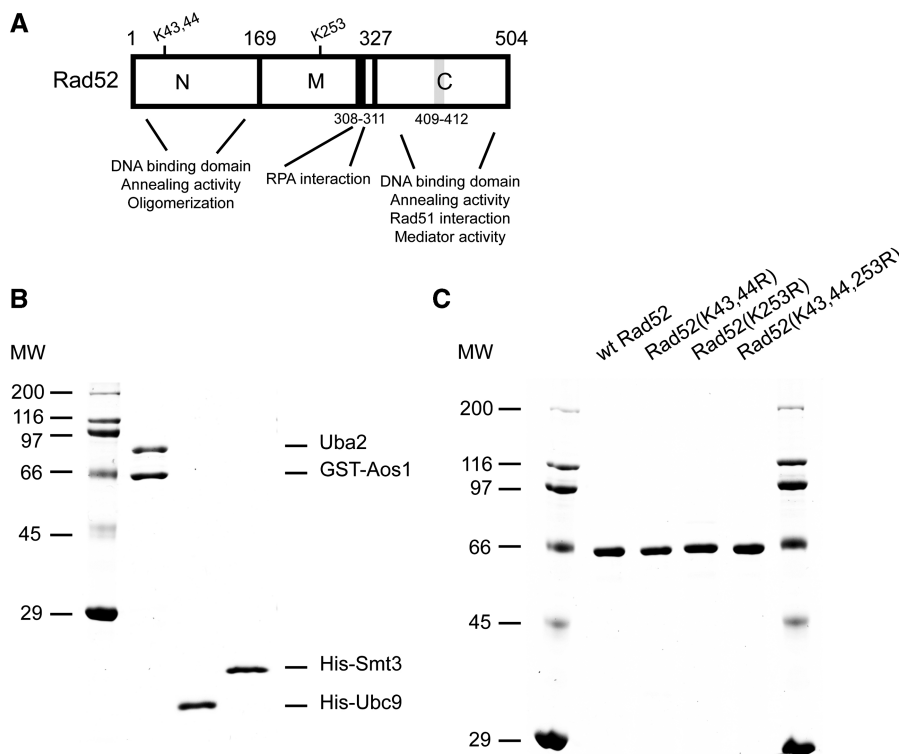 A
K43,44
K253
1
169
327
504
Rad52
N
M
C
308-311
409-412
DNA binding domain
Annealing activity
Oligomerization
RPA interaction
DNA binding domain
Annealing activity
Rad51 interaction
Mediator activity
B
MW
200
116
97
66
45
29
Uba2
GST-Aos1
His-Smt3
His-Ubc9
C
MW
wt Rad52
Rad52(K43,44R)
Rad52(K253R)
Rad52(K43,44,253R)
200
116
97
66
45
29